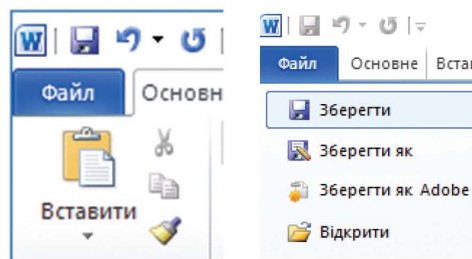 W
Файл Основн
Вставити
W
Файл Основне Вста
Зберегти
Зберегти як
Зберегти як Adobe
Відкрити